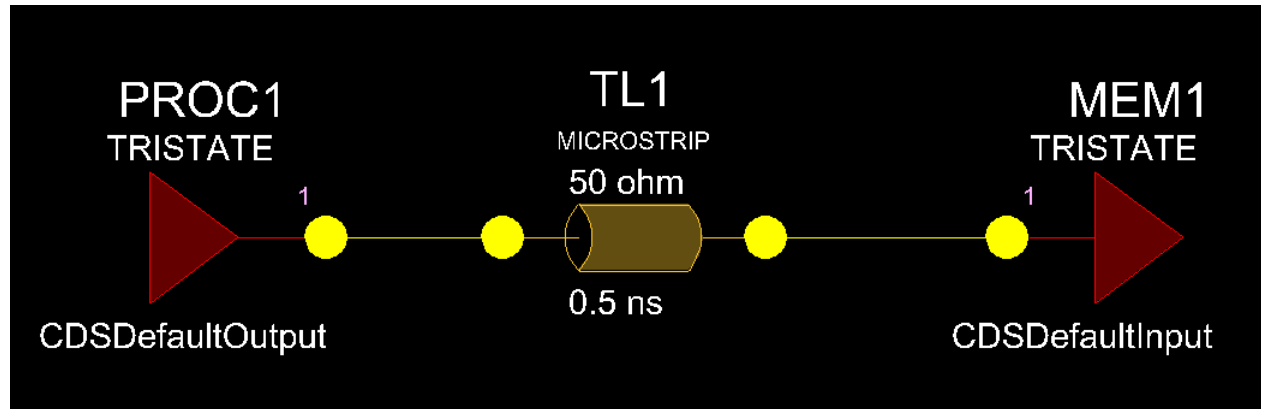 PROC1
TRISTATE
1
CDSDefaultOutput
TL1
MICROSTRIP
50 ohm
0.5 ns
MEM1
TRISTATE
1
CDSDefaultInput